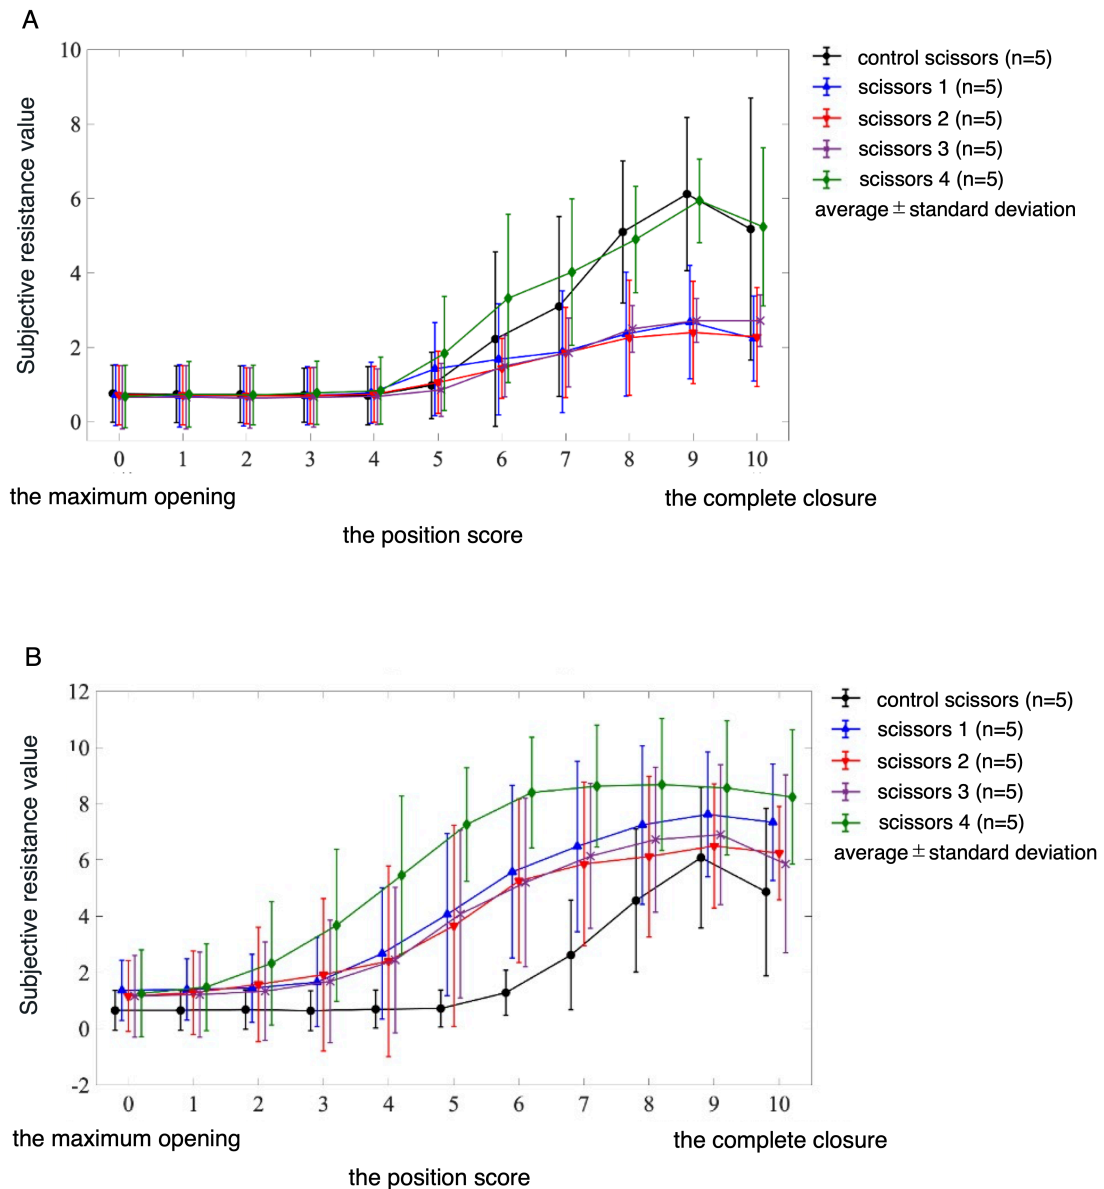 A
10
8
6
4
2
0
Subjective resistance value
0 1 2 3 4 5 6 7 8 9 10
the maximum opening
the complete closure
the position score
control scissors (n=5)
scissors 1 (n=5)
scissors 2 (n=5)
scissors 3 (n=5)
scissors 4 (n=5)
average ± standard deviation
B
12
10
8
6
4
2
0
-2
Subjective resistance value
0 1 2 3 4 5 6 7 8 9 10
the maximum opening
the complete closure
the position score
control scissors (n=5)
scissors 1 (n=5)
scissors 2 (n=5)
scissors 3 (n=5)
scissors 4 (n=5)
average ± standard deviation